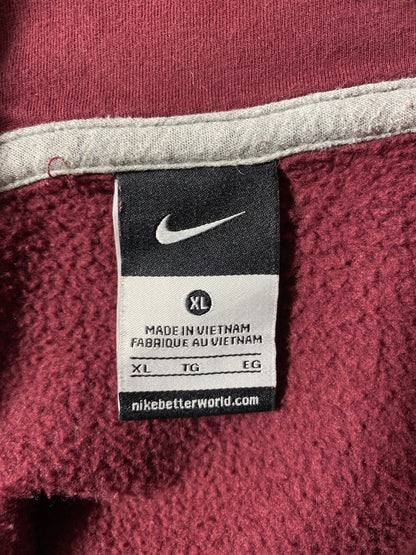 XL
MADE IN VIETNAM
FABRIQUE AU VIETNAM
XL TG EG
nikebetterworld.com